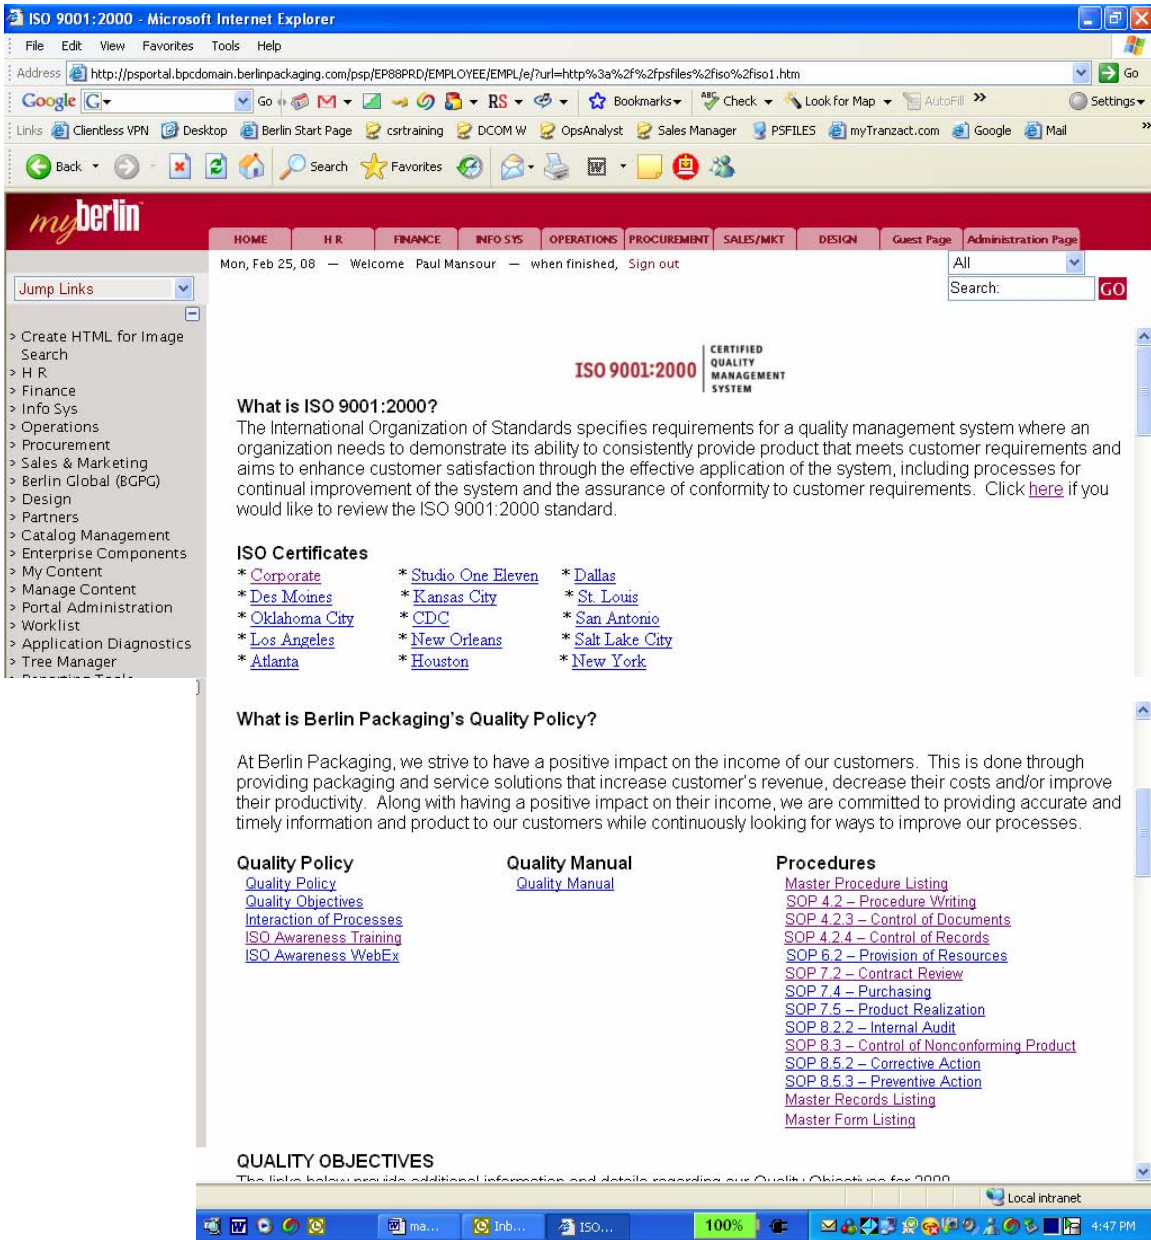 ISO 9001:2000 - Microsoft Internet Explorer
File Edit View Favorites Tools Help
Address http://psportal.bpcdomain.berlinpackaging.com/psp/EP88PRD/EMPLOYEE/EMPL/e/?url=http%3a%2f%2fpsfiles%2fiso%2fiso1.htm Go
Google G Go RS Bookmarks Check Look for Map AutoFill » Settings
Links Clientless VPN Desktop Berlin Start Page csrtraining DCOM W OpsAnalyst Sales Manager PSFILES myTranzact.com Google Mail »
Back Search Favorites
myberlin
HOME H R FINANCE INFO SYS OPERATIONS PROCUREMENT SALES/MKT DESIGN Guest Page Administration Page
Mon, Feb 25, 08 — Welcome Paul Mansour — when finished, Sign out
All
Search: GO
Jump Links
> Create HTML for Image
Search
> H R
> Finance
> Info Sys
> Operations
> Procurement
> Sales & Marketing
> Berlin Global (BGPG)
> Design
> Partners
> Catalog Management
> Enterprise Components
> My Content
> Manage Content
> Portal Administration
> Worklist
> Application Diagnostics
> Tree Manager
> Reporting Tools
ISO 9001:2000
CERTIFIED
QUALITY
MANAGEMENT
SYSTEM
What is ISO 9001:2000?
The International Organization of Standards specifies requirements for a quality management system where an
organization needs to demonstrate its ability to consistently provide product that meets customer requirements and
aims to enhance customer satisfaction through the effective application of the system, including processes for
continual improvement of the system and the assurance of conformity to customer requirements. Click here if you
would like to review the ISO 9001:2000 standard.
ISO Certificates
* Corporate * Studio One Eleven * Dallas
* Des Moines * Kansas City * St. Louis
* Oklahoma City * CDC * San Antonio
* Los Angeles * New Orleans * Salt Lake City
* Atlanta * Houston * New York
What is Berlin Packaging's Quality Policy?
At Berlin Packaging, we strive to have a positive impact on the income of our customers. This is done through
providing packaging and service solutions that increase customer's revenue, decrease their costs and/or improve
their productivity. Along with having a positive impact on their income, we are committed to providing accurate and
timely information and product to our customers while continuously looking for ways to improve our processes.
Quality Policy
Quality Policy
Quality Objectives
Interaction of Processes
ISO Awareness Training
ISO Awareness WebEx
Quality Manual
Quality Manual
Procedures
Master Procedure Listing
SOP 4.2 – Procedure Writing
SOP 4.2.3 – Control of Documents
SOP 4.2.4 – Control of Records
SOP 6.2 – Provision of Resources
SOP 7.2 – Contract Review
SOP 7.4 – Purchasing
SOP 7.5 – Product Realization
SOP 8.2.2 – Internal Audit
SOP 8.3 – Control of Nonconforming Product
SOP 8.5.2 – Corrective Action
SOP 8.5.3 – Preventive Action
Master Records Listing
Master Form Listing
QUALITY OBJECTIVES
The links below provide additional information and details regarding our Quality Objectives for
Local intranet
ma... Inb... ISO... 100% 4:47 PM